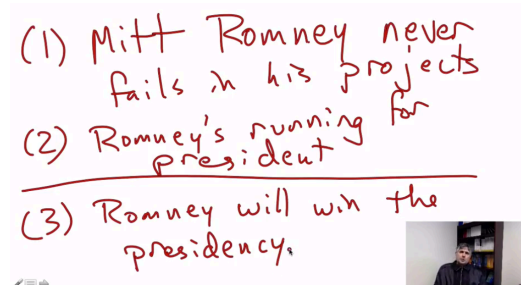 (1) Mitt Romney never
fails in his projects
(2) Romney's running for
president
(3) Romney will win the
presidency.